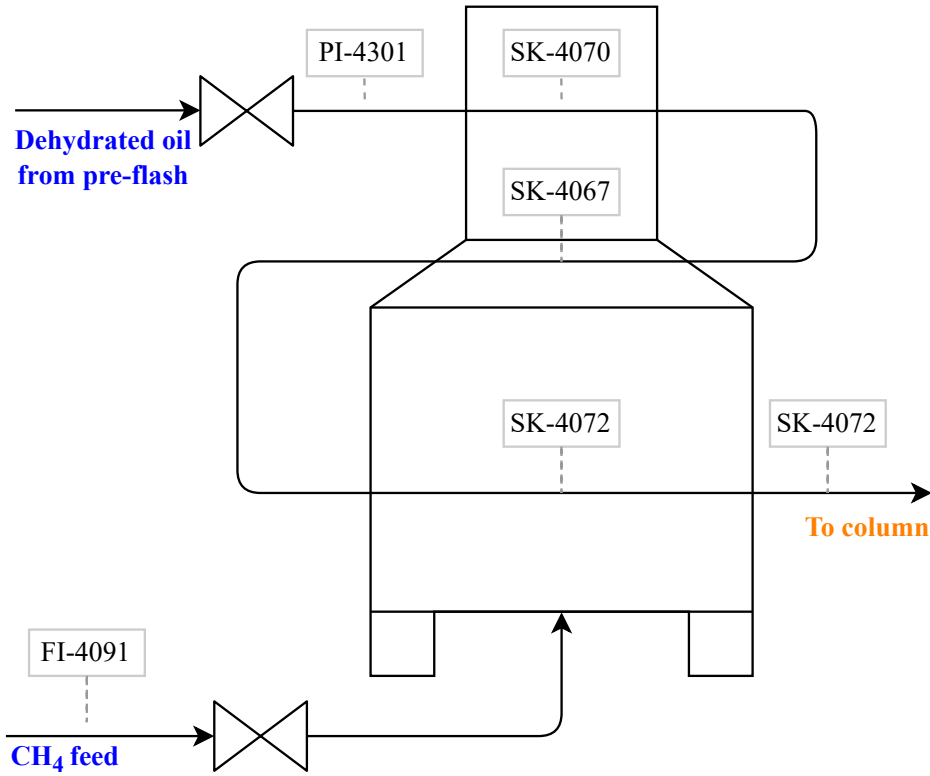 PI-4301
SK-4070
Dehydrated oil
from pre-flash
SK-4067
SK-4072
SK-4072
To column
FI-4091
CH₄ feed